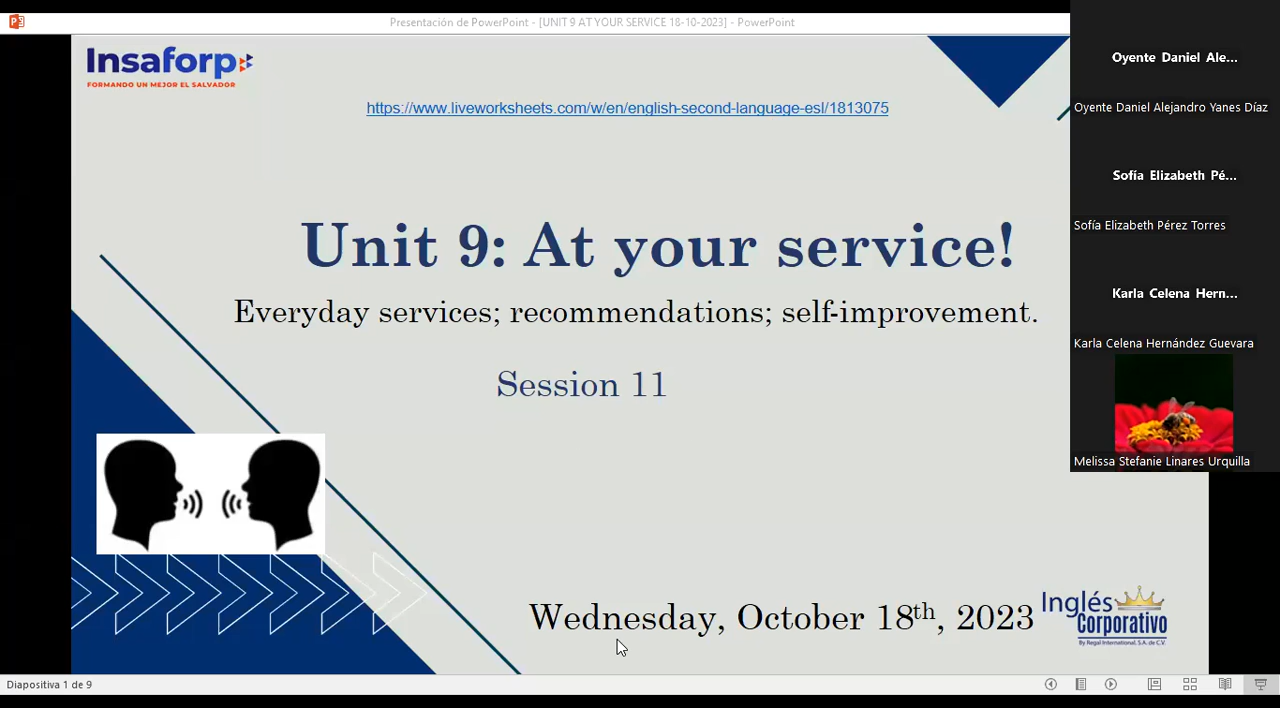 Presentación de PowerPoint - [UNIT 9 AT YOUR SERVICE 18-10-2023] - PowerPoint
Insaforp
FORMANDO UN MEJOR EL SALVADOR
https://www.liveworksheets.com/w/en/english-second-language-esl/1813075
Unit 9: At your service!
Everyday services; recommendations; self-improvement.
Session 11
Wednesday, October 18th, 2023
Inglés
Corporativo
By Regal International, S.A. de C.V.
Oyente Daniel Ale...
Oyente Daniel Alejandro Yanes Díaz
Sofía Elizabeth Pé...
Sofía Elizabeth Pérez Torres
Karla Celena Hern...
Karla Celena Hernández Guevara
Melissa Stefanie Linares Urquilla
Diapositiva 1 de 9